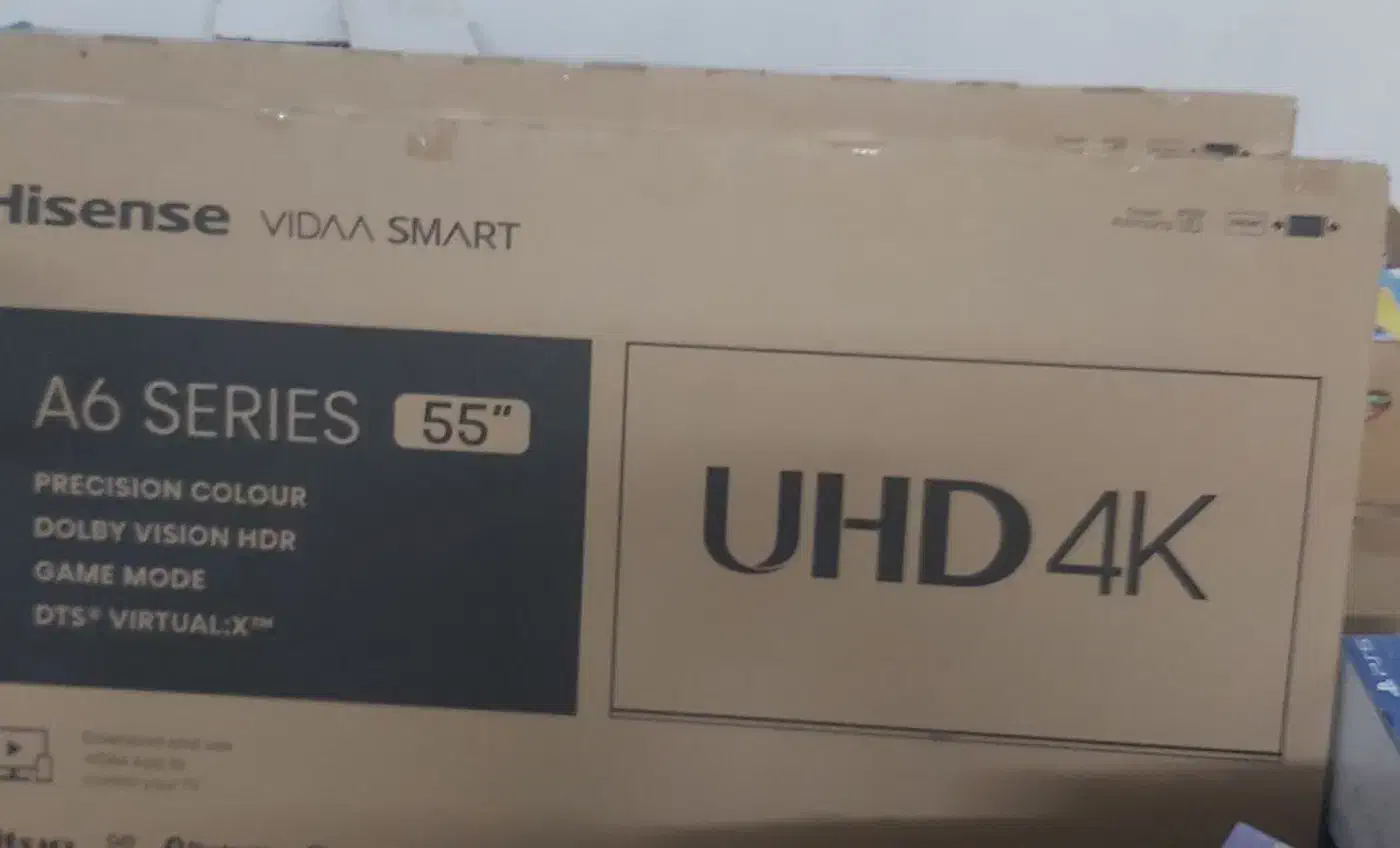 Hisense VIDAA SMART
A6 SERIES 55"
PRECISION COLOUR
DOLBY VISION HDR
GAME MODE
DTS® VIRTUAL:X™
UHD 4K